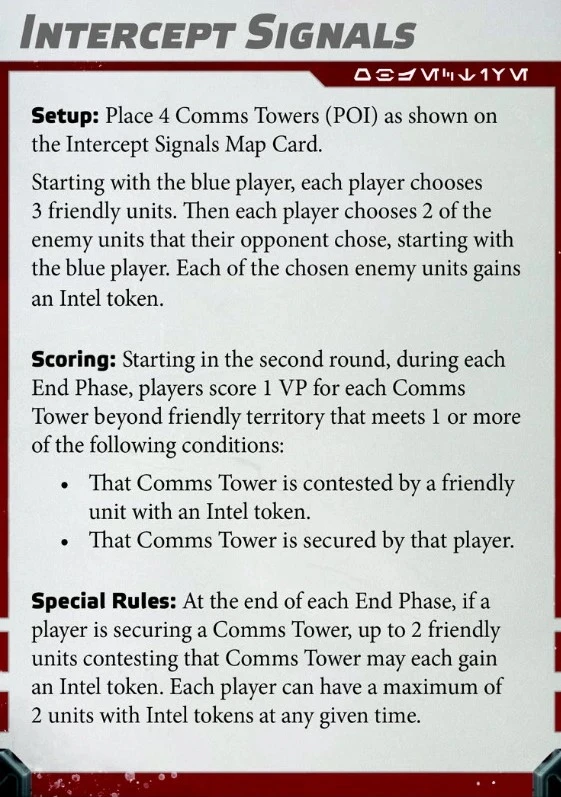 INTERCEPT SIGNALS
Setup: Place 4 Comms Towers (POI) as shown on
the Intercept Signals Map Card.
Starting with the blue player, each player chooses
3 friendly units. Then each player chooses 2 of the
enemy units that their opponent chose, starting with
the blue player. Each of the chosen enemy units gains
an Intel token.
Scoring: Starting in the second round, during each
End Phase, players score 1 VP for each Comms
Tower beyond friendly territory that meets 1 or more
of the following conditions:
• That Comms Tower is contested by a friendly
unit with an Intel token.
• That Comms Tower is secured by that player.
Special Rules: At the end of each End Phase, if a
player is securing a Comms Tower, up to 2 friendly
units contesting that Comms Tower may each gain
an Intel token. Each player can have a maximum of
2 units with Intel tokens at any given time.